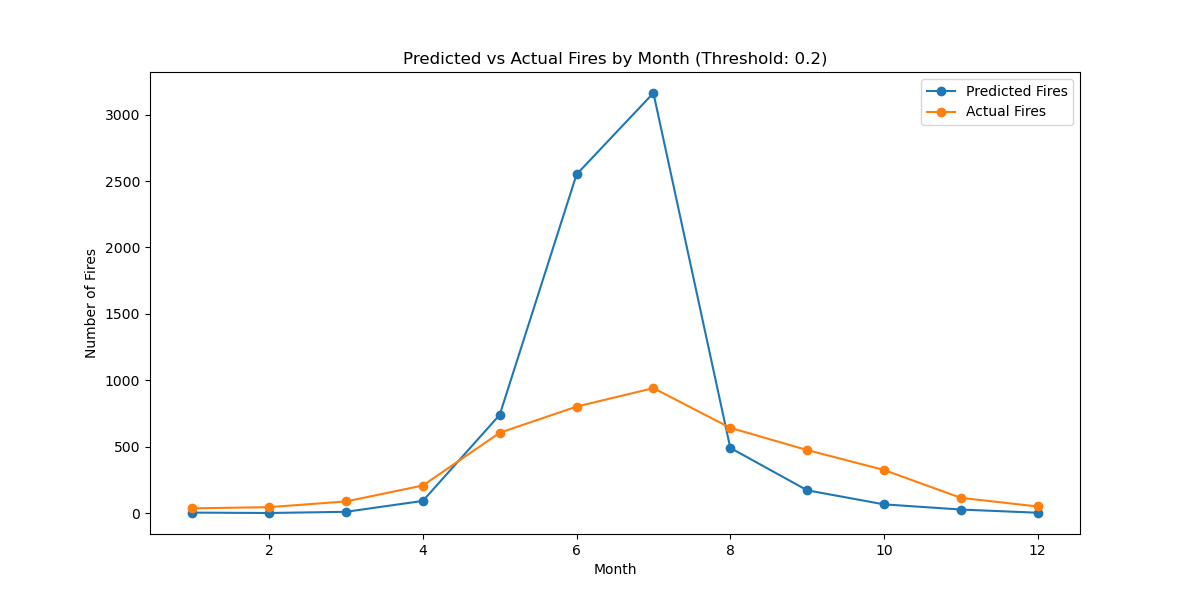 Predicted vs Actual Fires by Month (Threshold: 0.2)
Predicted Fires
Actual Fires
3000
2500
2000
1500
1000
500
0
Number of Fires
2 4 6 8 10 12
Month